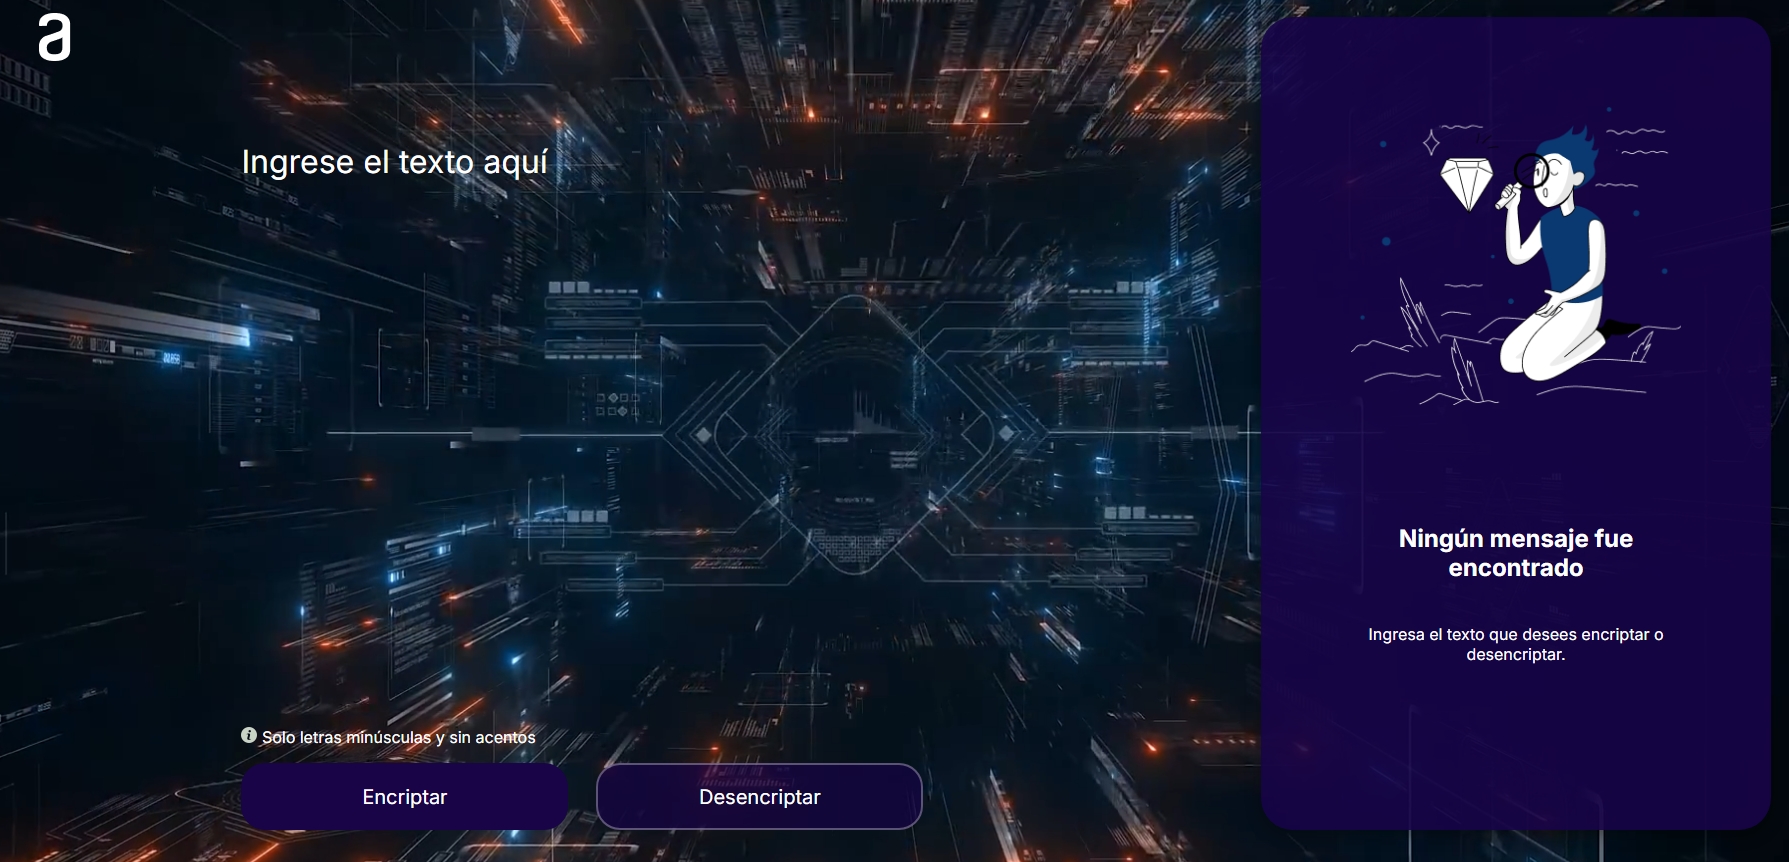 a
Ingrese el texto aquí
Ningún mensaje fue
encontrado
Ingresa el texto que desees encriptar o
desencriptar.
Solo letras minúsculas y sin acentos
Encriptar
Desencriptar